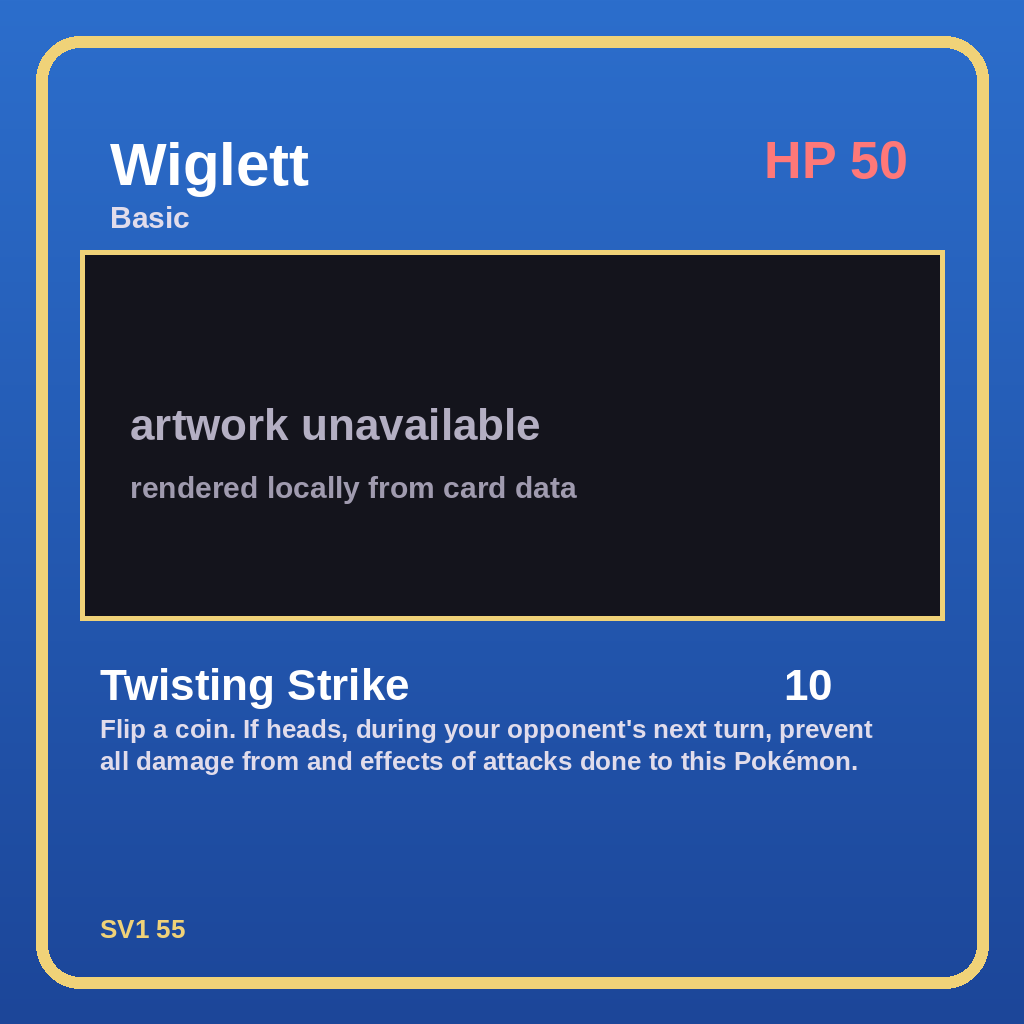 Wiglett
HP 50
Basic
artwork unavailable
rendered locally from card data
Twisting Strike
10
Flip a coin. If heads, during your opponent's next turn, prevent
all damage from and effects of attacks done to this Pokémon.
SV1 55